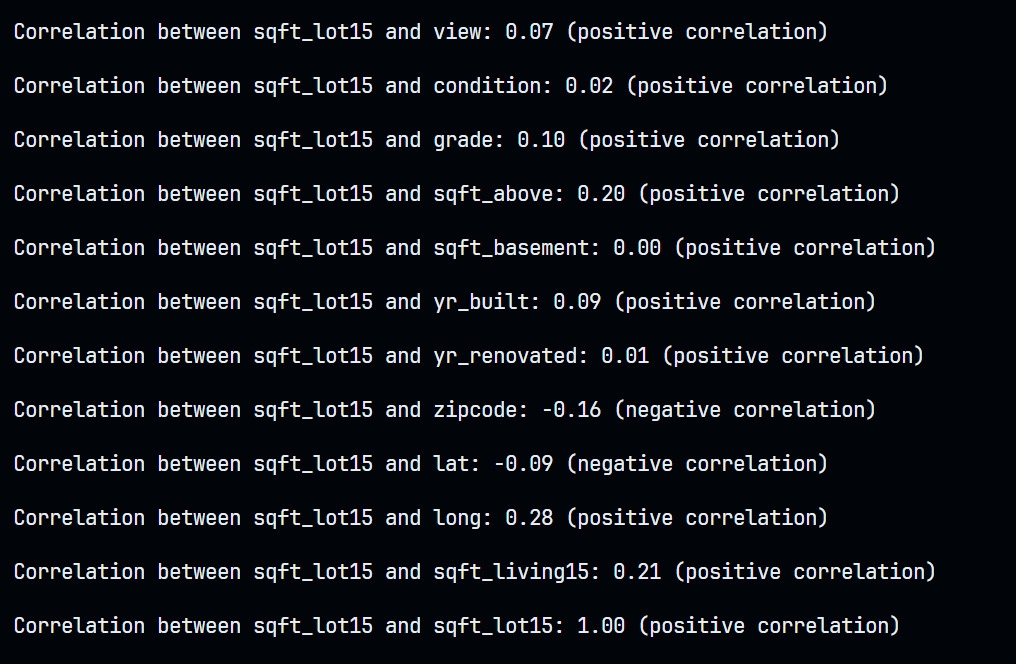 Correlation between sqft_lot15 and view: 0.07 (positive correlation)
Correlation between sqft_lot15 and condition: 0.02 (positive correlation)
Correlation between sqft_lot15 and grade: 0.10 (positive correlation)
Correlation between sqft_lot15 and sqft_above: 0.20 (positive correlation)
Correlation between sqft_lot15 and sqft_basement: 0.00 (positive correlation)
Correlation between sqft_lot15 and yr_built: 0.09 (positive correlation)
Correlation between sqft_lot15 and yr_renovated: 0.01 (positive correlation)
Correlation between sqft_lot15 and zipcode: -0.16 (negative correlation)
Correlation between sqft_lot15 and lat: -0.09 (negative correlation)
Correlation between sqft_lot15 and long: 0.28 (positive correlation)
Correlation between sqft_lot15 and sqft_living15: 0.21 (positive correlation)
Correlation between sqft_lot15 and sqft_lot15: 1.00 (positive correlation)